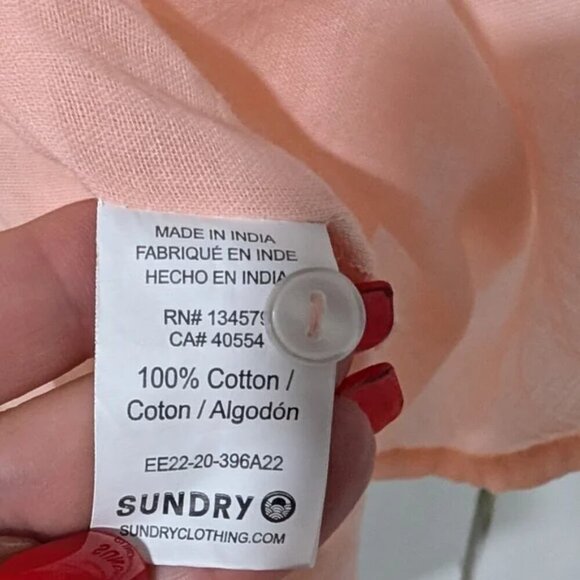 MADE IN INDIA
FABRIQUÉ EN INDE
HECHO EN INDIA
RN# 13457
CA# 40554
100% Cotton /
Coton / Algodón
EE22-20-396A22
SUNDRY
SUNDRYCLOTHING.COM